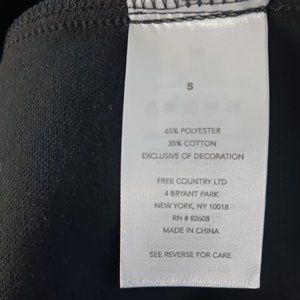 S
65% POLYESTER
35% COTTON
EXCLUSIVE OF DECORATION
FREE COUNTRY LTD
4 BRYANT PARK
NEW YORK, NY 10018
RN # 82608
MADE IN CHINA
SEE REVERSE FOR CARE